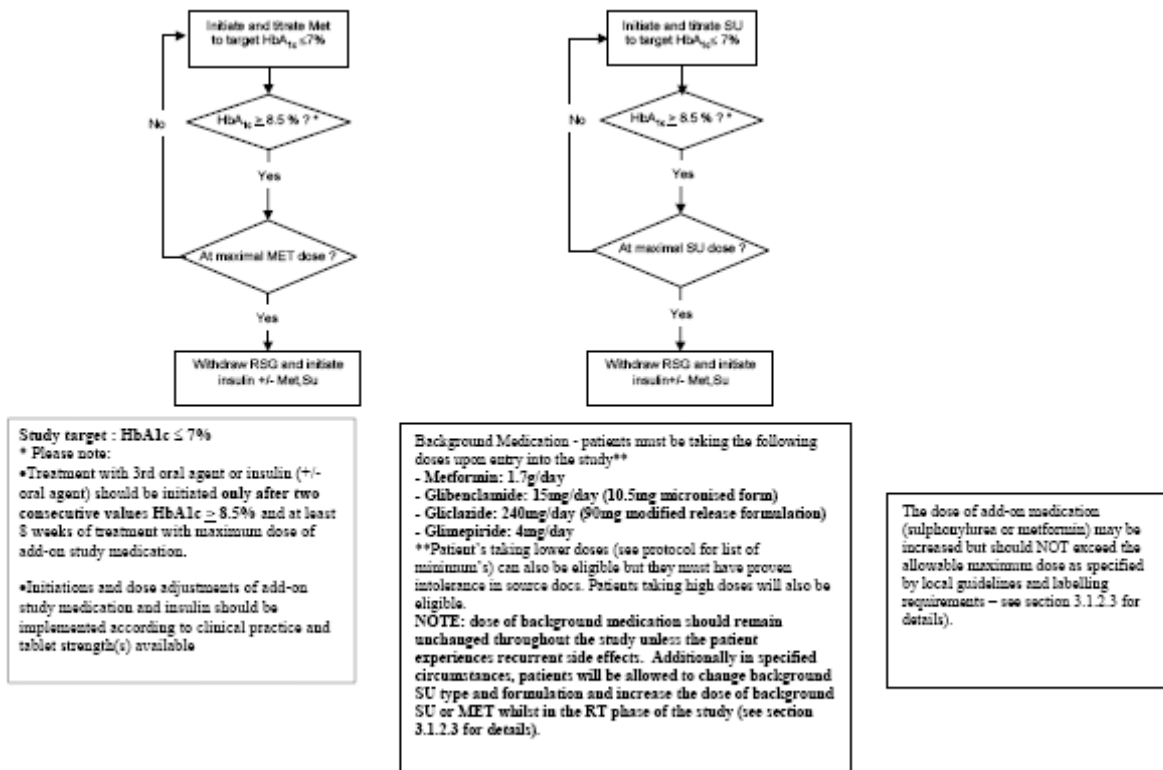 Initiate and titrate Met
to target HbA1c ≤7%
HbA1c ≥ 8.5 % ? *
No
Yes
At maximal MET dose ?
Yes
Withdraw RSG and initiate
insulin +/- Met,Su
Initiate and titrate SU
to target HbA1c≤ 7%
HbA1c ≥ 8.5 % ? *
No
Yes
At maximal SU dose ?
Yes
Withdraw RSG and initiate
insulin+/- Met,Su
Study target : HbA1c ≤ 7%
* Please note:
•Treatment with 3rd oral agent or insulin (+/-
oral agent) should be initiated only after two
consecutive values HbA1c ≥ 8.5% and at least
8 weeks of treatment with maximum dose of
add-on study medication.
•Initiations and dose adjustments of add-on
study medication and insulin should be
implemented according to clinical practice and
tablet strength(s) available
Background Medication - patients must be taking the following
doses upon entry into the study**
- Metformin: 1.7g/day
- Glibenclamide: 15mg/day (10.5mg micronised form)
- Gliclazide: 240mg/day (90mg modified release formulation)
- Glimepiride: 4mg/day
**Patient's taking lower doses (see protocol for list of
minimum's) can also be eligible but they must have proven
intolerance in source docs. Patients taking high doses will also be
eligible.
NOTE: dose of background medication should remain
unchanged throughout the study unless the patient
experiences recurrent side effects. Additionally in specified
circumstances, patients will be allowed to change background
SU type and formulation and increase the dose of background
SU or MET whilst in the RT phase of the study (see section
3.1.2.3 for details).
The dose of add-on medication
(sulphonylurea or metformin) may be
increased but should NOT exceed the
allowable maximum dose as specified
by local guidelines and labelling
requirements – see section 3.1.2.3 for
details).